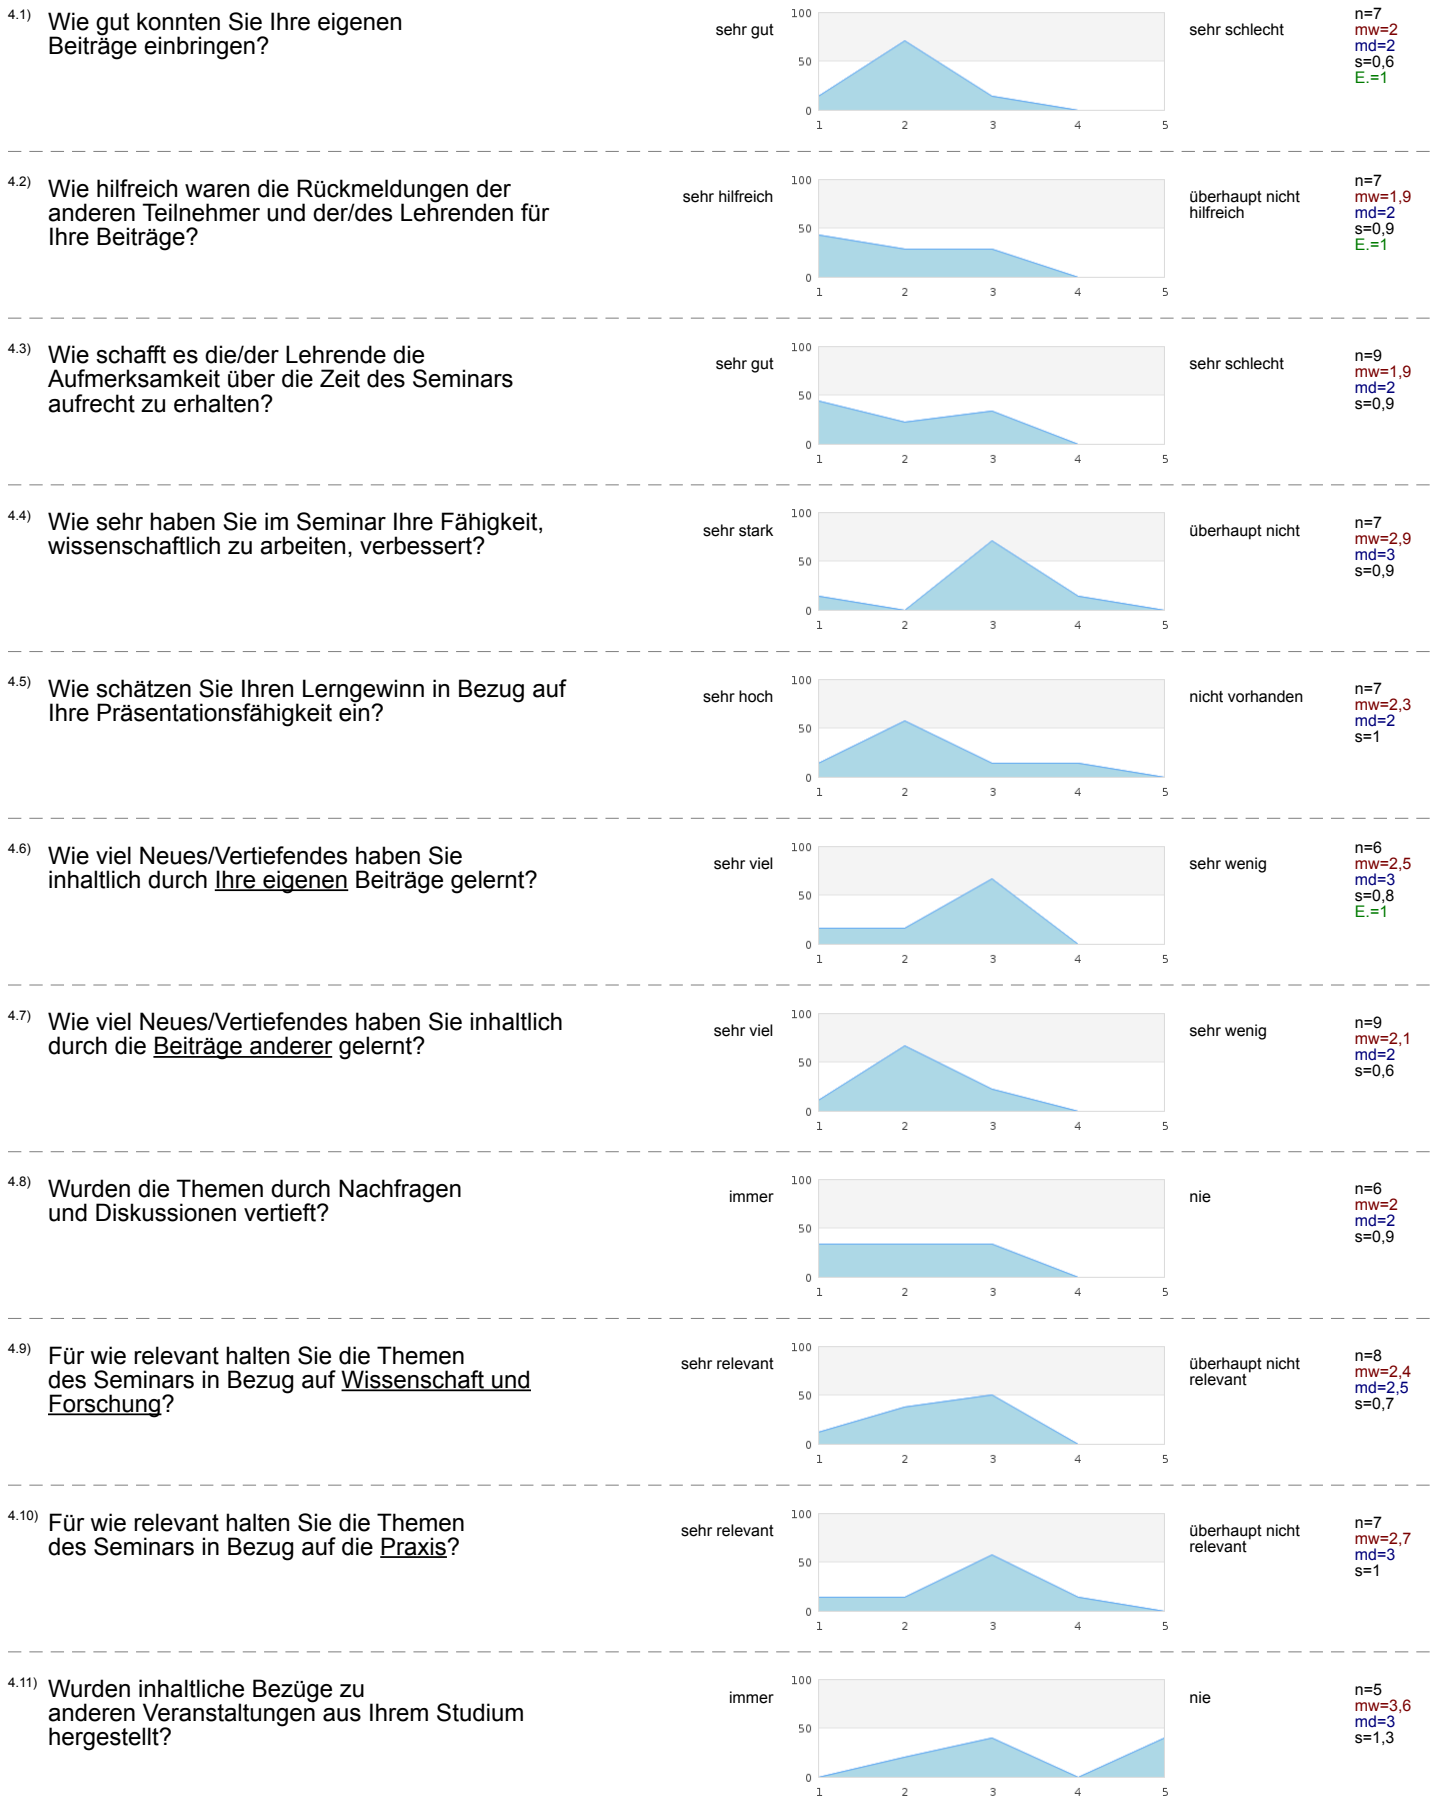 4.1) Wie gut konnten Sie Ihre eigenen
Beiträge einbringen?
sehr gut
100
50
0
1 2 3 4 5
sehr schlecht
n=7
mw=2
md=2
s=0,6
E.=1
4.2) Wie hilfreich waren die Rückmeldungen der
anderen Teilnehmer und der/des Lehrenden für
Ihre Beiträge?
sehr hilfreich
100
50
0
1 2 3 4 5
überhaupt nicht
hilfreich
n=7
mw=1,9
md=2
s=0,9
E.=1
4.3) Wie schafft es die/der Lehrende die
Aufmerksamkeit über die Zeit des Seminars
aufrecht zu erhalten?
sehr gut
100
50
0
1 2 3 4 5
sehr schlecht
n=9
mw=1,9
md=2
s=0,9
4.4) Wie sehr haben Sie im Seminar Ihre Fähigkeit,
wissenschaftlich zu arbeiten, verbessert?
sehr stark
100
50
0
1 2 3 4 5
überhaupt nicht
n=7
mw=2,9
md=3
s=0,9
4.5) Wie schätzen Sie Ihren Lerngewinn in Bezug auf
Ihre Präsentationsfähigkeit ein?
sehr hoch
100
50
0
1 2 3 4 5
nicht vorhanden
n=7
mw=2,3
md=2
s=1
4.6) Wie viel Neues/Vertiefendes haben Sie
inhaltlich durch Ihre eigenen Beiträge gelernt?
sehr viel
100
50
0
1 2 3 4 5
sehr wenig
n=6
mw=2,5
md=3
s=0,8
E.=1
4.7) Wie viel Neues/Vertiefendes haben Sie inhaltlich
durch die Beiträge anderer gelernt?
sehr viel
100
50
0
1 2 3 4 5
sehr wenig
n=9
mw=2,1
md=2
s=0,6
4.8) Wurden die Themen durch Nachfragen
und Diskussionen vertieft?
immer
100
50
0
1 2 3 4 5
nie
n=6
mw=2
md=2
s=0,9
4.9) Für wie relevant halten Sie die Themen
des Seminars in Bezug auf Wissenschaft und
Forschung?
sehr relevant
100
50
0
1 2 3 4 5
überhaupt nicht
relevant
n=8
mw=2,4
md=2,5
s=0,7
4.10) Für wie relevant halten Sie die Themen
des Seminars in Bezug auf die Praxis?
sehr relevant
100
50
0
1 2 3 4 5
überhaupt nicht
relevant
n=7
mw=2,7
md=3
s=1
4.11) Wurden inhaltliche Bezüge zu
anderen Veranstaltungen aus Ihrem Studium
hergestellt?
immer
100
50
0
1 2 3 4 5
nie
n=5
mw=3,6
md=3
s=1,3